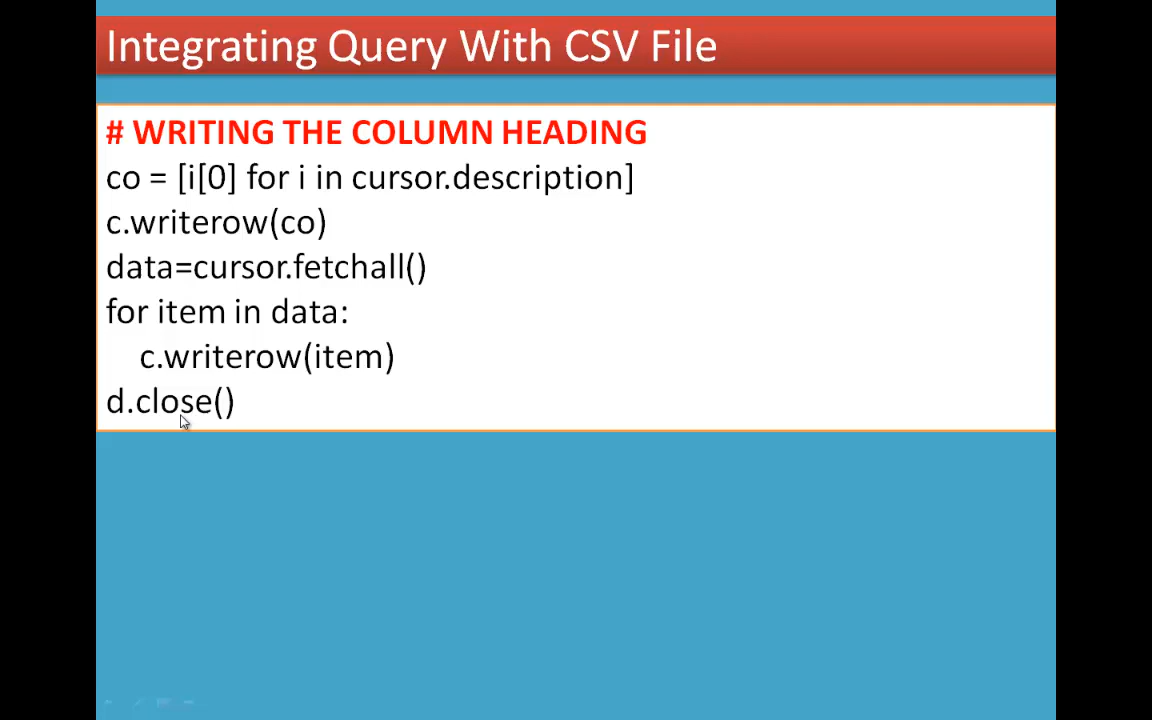 Integrating Query With CSV File
# WRITING THE COLUMN HEADING
co = [i[0] for i in cursor.description]
c.writerow(co)
data=cursor.fetchall()
for item in data:
    c.writerow(item)
d.close()